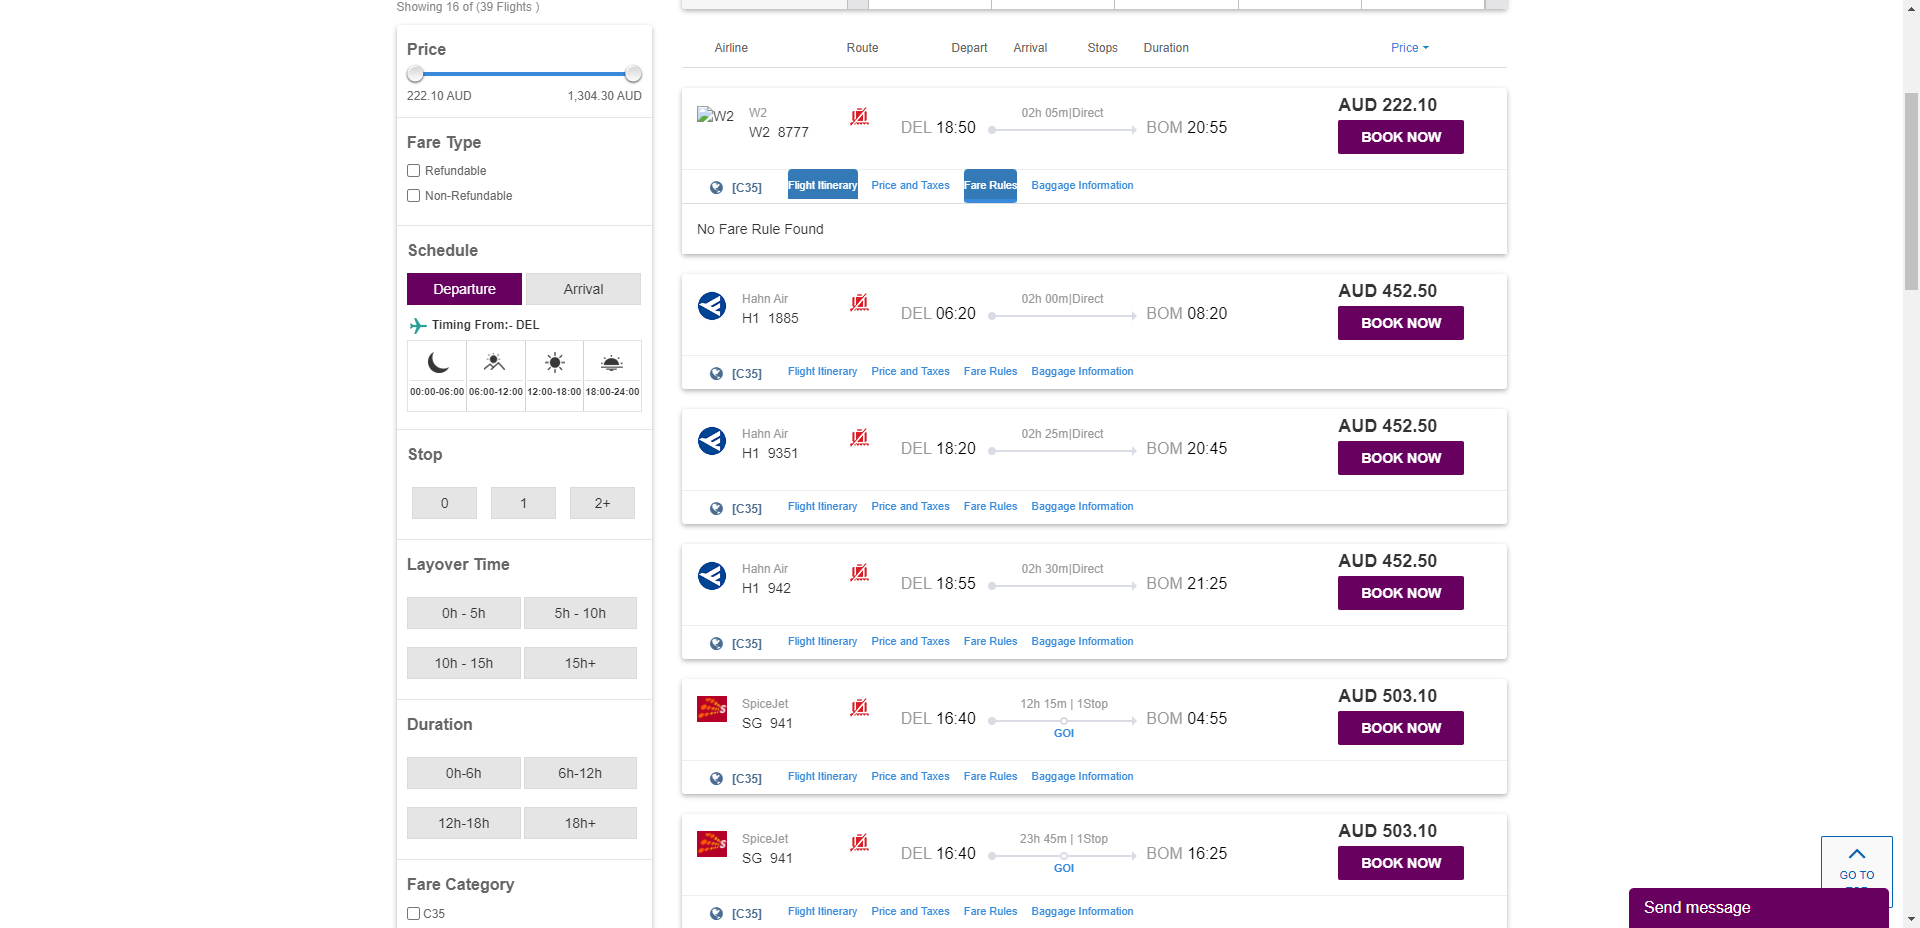 Showing 16 of (39 Flights )
Price
222.10 AUD 1,304.30 AUD
Fare Type
Refundable
Non-Refundable
Schedule
Departure Arrival
Timing From:- DEL
00:00-06:00 06:00-12:00 12:00-18:00 18:00-24:00
Stop
0 1 2+
Layover Time
0h - 5h 5h - 10h
10h - 15h 15h+
Duration
0h-6h 6h-12h
12h-18h 18h+
Fare Category
C35
Airline Route Depart Arrival Stops Duration Price
W2 W2 02h 05m|Direct AUD 222.10
W2 8777 DEL 18:50 BOM 20:55 BOOK NOW
[C35] Flight Itinerary Price and Taxes Fare Rules Baggage Information
No Fare Rule Found
Hahn Air 02h 00m|Direct AUD 452.50
H1 1885 DEL 06:20 BOM 08:20 BOOK NOW
[C35] Flight Itinerary Price and Taxes Fare Rules Baggage Information
Hahn Air 02h 25m|Direct AUD 452.50
H1 9351 DEL 18:20 BOM 20:45 BOOK NOW
[C35] Flight Itinerary Price and Taxes Fare Rules Baggage Information
Hahn Air 02h 30m|Direct AUD 452.50
H1 942 DEL 18:55 BOM 21:25 BOOK NOW
[C35] Flight Itinerary Price and Taxes Fare Rules Baggage Information
SpiceJet 12h 15m | 1Stop AUD 503.10
SG 941 DEL 16:40 BOM 04:55 BOOK NOW
GOI
[C35] Flight Itinerary Price and Taxes Fare Rules Baggage Information
SpiceJet 23h 45m | 1Stop AUD 503.10
SG 941 DEL 16:40 BOM 16:25 BOOK NOW
GOI
[C35] Flight Itinerary Price and Taxes Fare Rules Baggage Information
GO TO
Send message